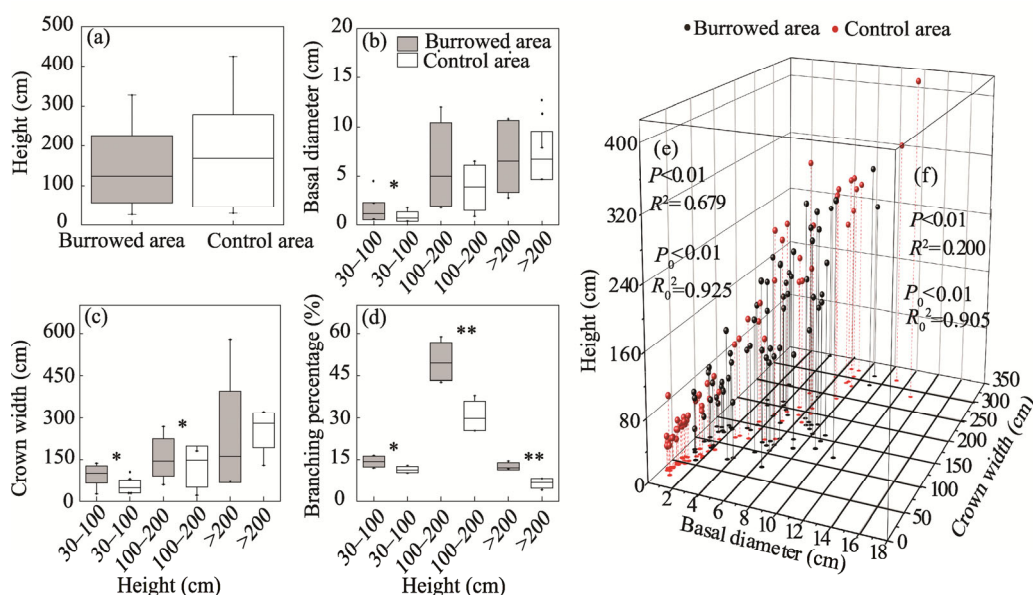 (a)
Height (cm)
500
400
300
200
100
0
Burrowed area
Control area
(b)
Burrowed area
Control area
Basal diameter (cm)
20
15
10
5
0
*
30–100
30–100
100–200
100–200
>200
>200
(c)
Crown width (cm)
600
450
300
150
0
*
*
30–100
30–100
100–200
100–200
>200
>200
Height (cm)
(d)
Branching percentage (%)
60
45
30
15
0
*
**
**
30–100
30–100
100–200
100–200
>200
>200
Height (cm)
Burrowed area
Control area
(e)
P<0.01
R²=0.679
P₀<0.01
R₀²=0.925
(f)
P<0.01
R²=0.200
P₀<0.01
R₀²=0.905
Height (cm)
400
320
240
160
80
0
2
4
6
8
10
12
14
16
18
Basal diameter (cm)
0
50
100
150
200
250
300
350
Crown width (cm)